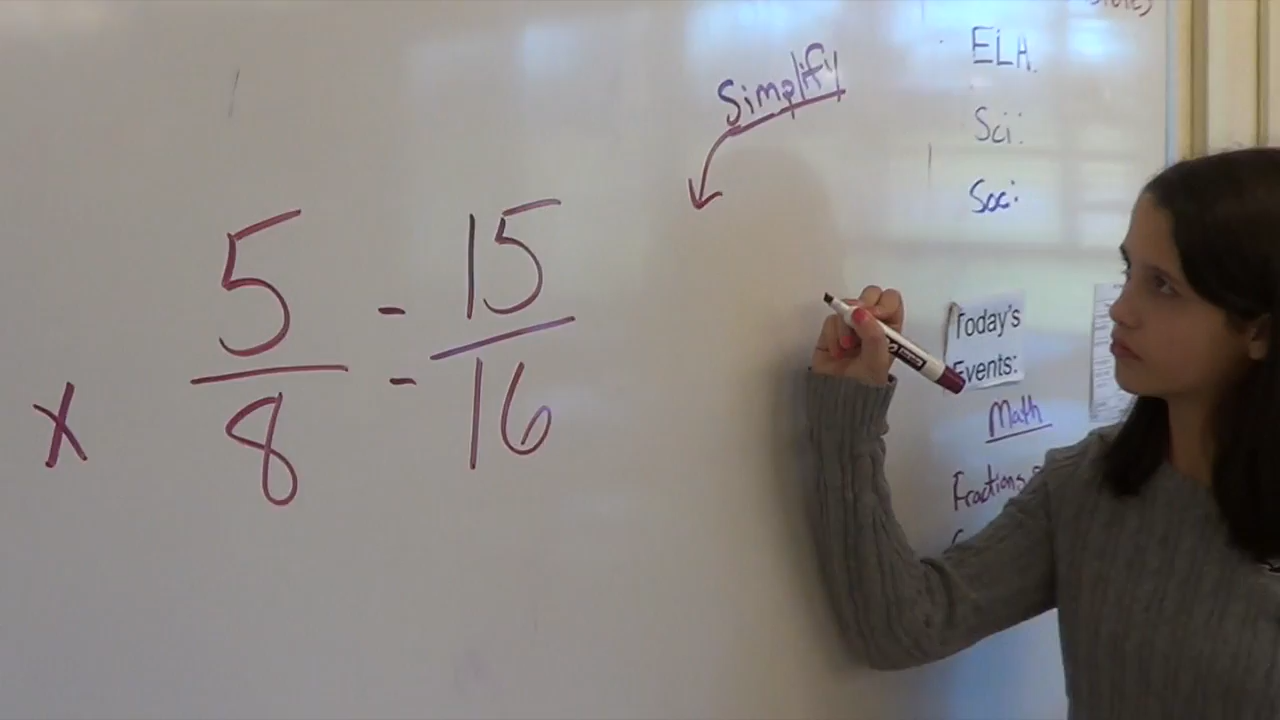 Simplify
x 5/8 = 15/16
ELA.
Sci:
Soc:
Today's
Events:
Math
Fractions